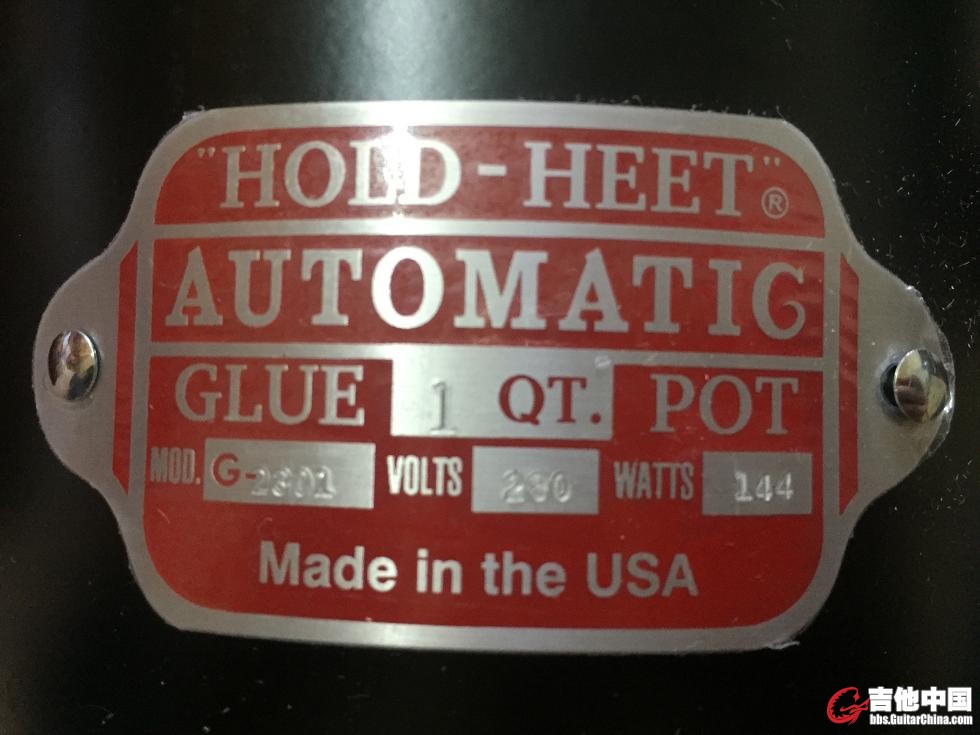 "HOLD-HEET"®
AUTOMATIC
GLUE 1 QT. POT
MOD. G-2301 VOLTS 230 WATTS 144
Made in the USA
吉他中国
bbs.GuitarChina.com